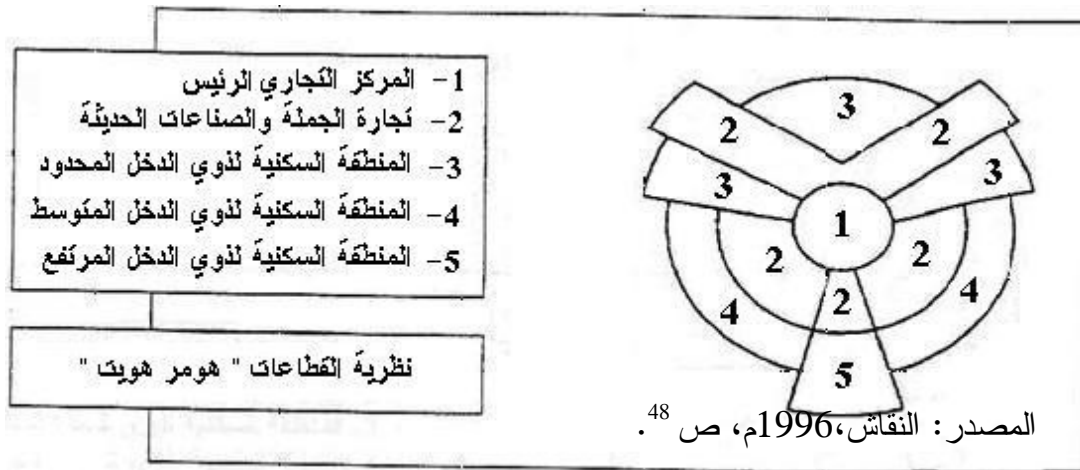 1- المركز التجاري الرئيس
2- تجارة الجملة والصناعات الحديثة
3- المنطقة السكنية لذوي الدخل المحدود
4- المنطقة السكنية لذوي الدخل المتوسط
5- المنطقة السكنية لذوي الدخل المرتفع
نظرية القطاعات " هومر هويت "
3
2
2
3
3
1
2
2
2
4
4
5
المصدر: النقاش،1996م، ص 48.